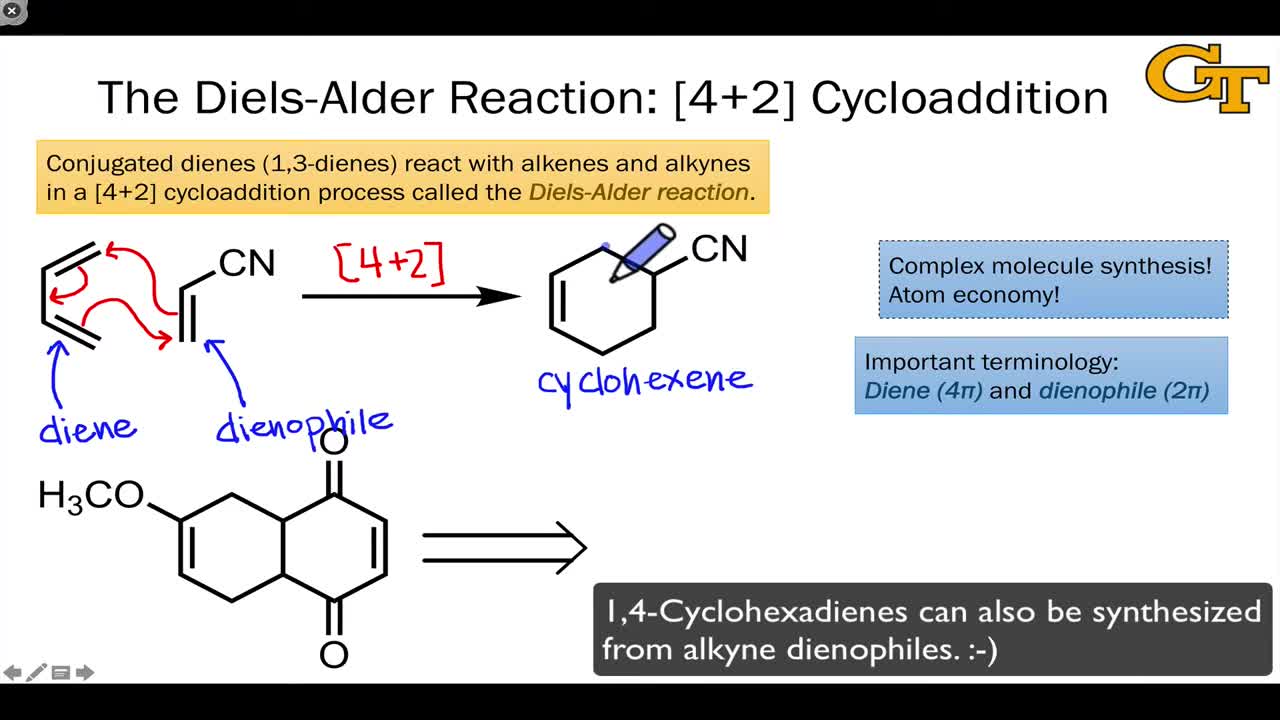 The Diels-Alder Reaction: [4+2] Cycloaddition
GT
Conjugated dienes (1,3-dienes) react with alkenes and alkynes
in a [4+2] cycloaddition process called the Diels-Alder reaction.
CN
[4+2]
CN
Complex molecule synthesis!
Atom economy!
cyclohexene
Important terminology:
Diene (4π) and dienophile (2π)
diene
dienophile
O
H₃CO
O
1,4-Cyclohexadienes can also be synthesized
from alkyne dienophiles. :-)